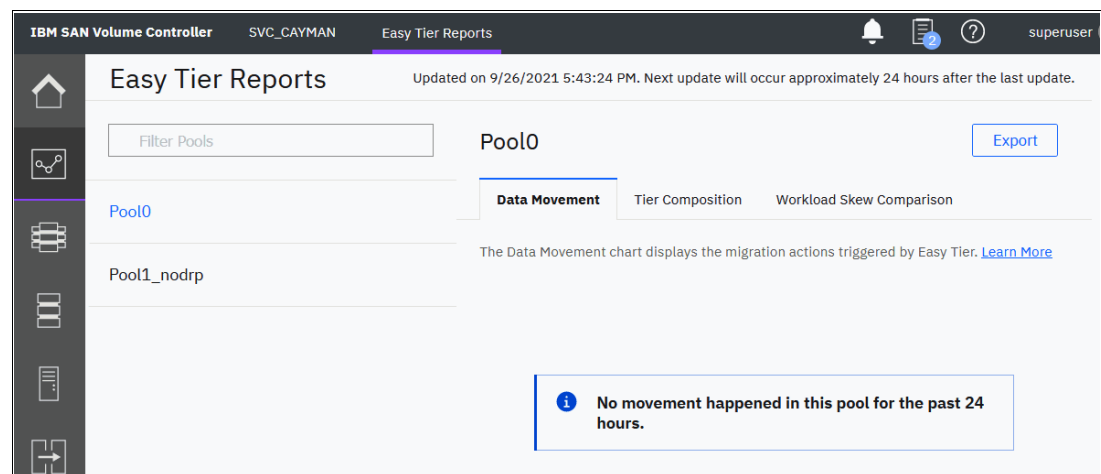 IBM SAN Volume Controller SVC_CAYMAN Easy Tier Reports 2 ? superuser
Easy Tier Reports Updated on 9/26/2021 5:43:24 PM. Next update will occur approximately 24 hours after the last update.
Filter Pools
Pool0 Export
Data Movement Tier Composition Workload Skew Comparison
Pool0
The Data Movement chart displays the migration actions triggered by Easy Tier. Learn More
Pool1_nodrp
i No movement happened in this pool for the past 24
hours.